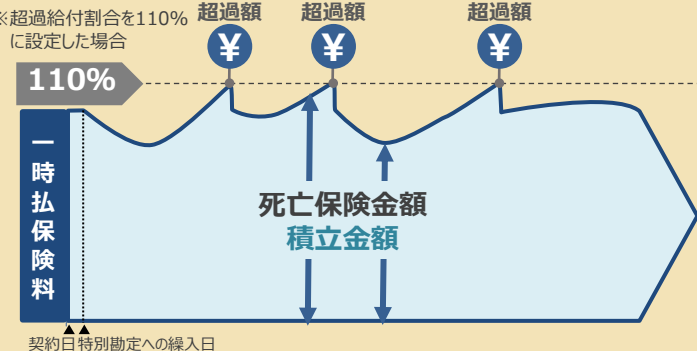 ※超過給付割合を110%
に設定した場合
超過額
超過額
超過額
¥
¥
¥
110%
一時払保険料
死亡保険金額
積立金額
契約日
特別勘定への繰入日